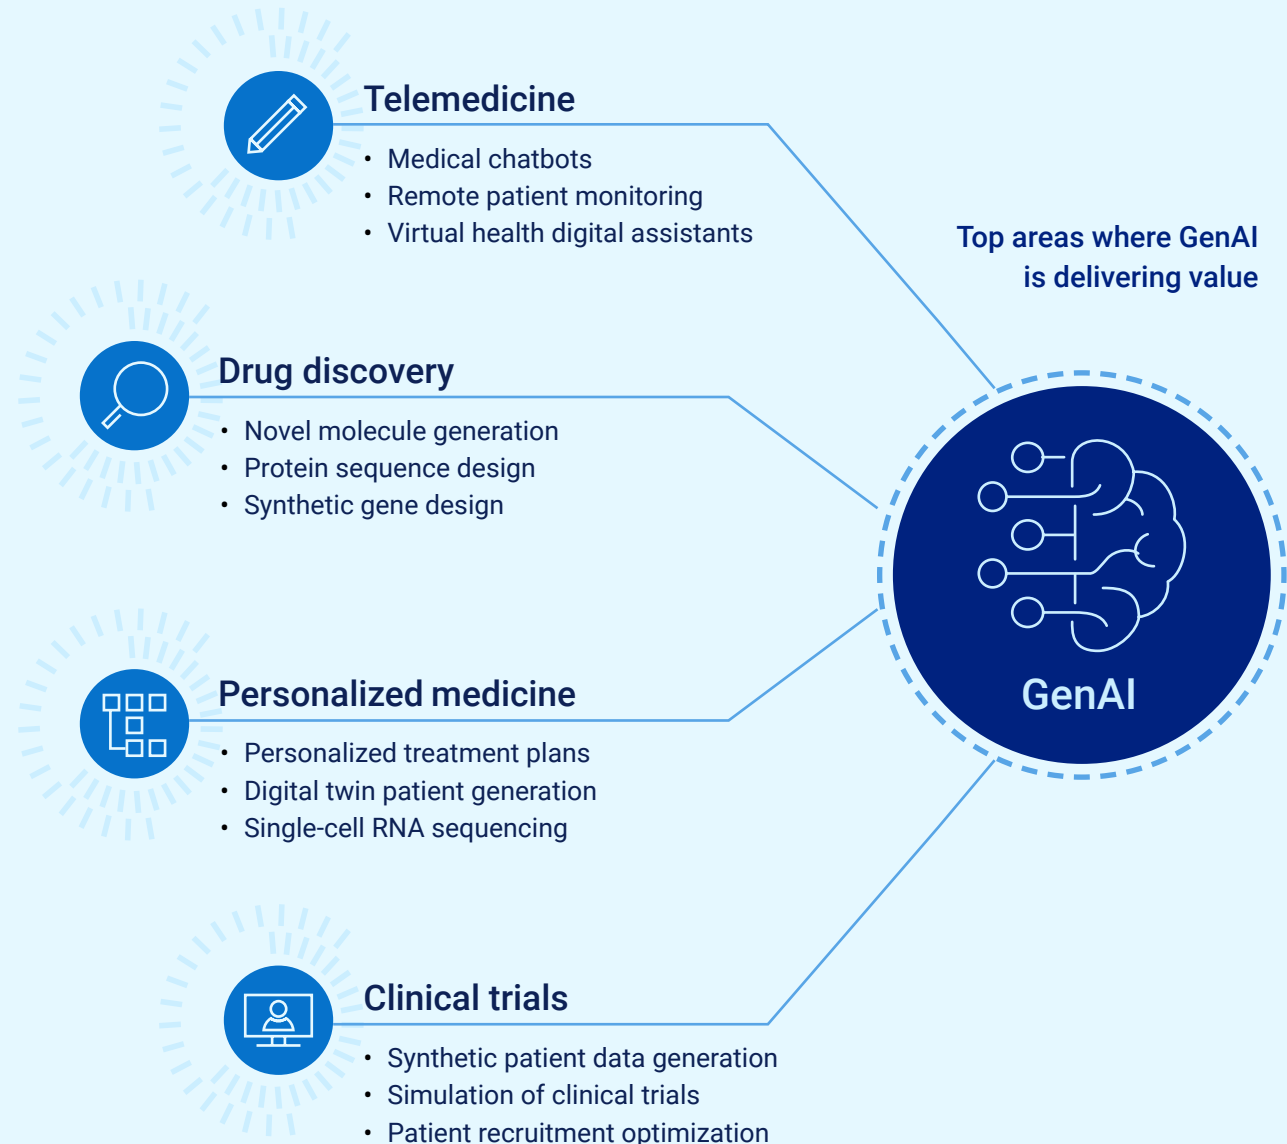 Telemedicine
• Medical chatbots
• Remote patient monitoring
• Virtual health digital assistants
Top areas where GenAI
is delivering value
Drug discovery
• Novel molecule generation
• Protein sequence design
• Synthetic gene design
GenAI
Personalized medicine
• Personalized treatment plans
• Digital twin patient generation
• Single-cell RNA sequencing
Clinical trials
• Synthetic patient data generation
• Simulation of clinical trials
• Patient recruitment optimization